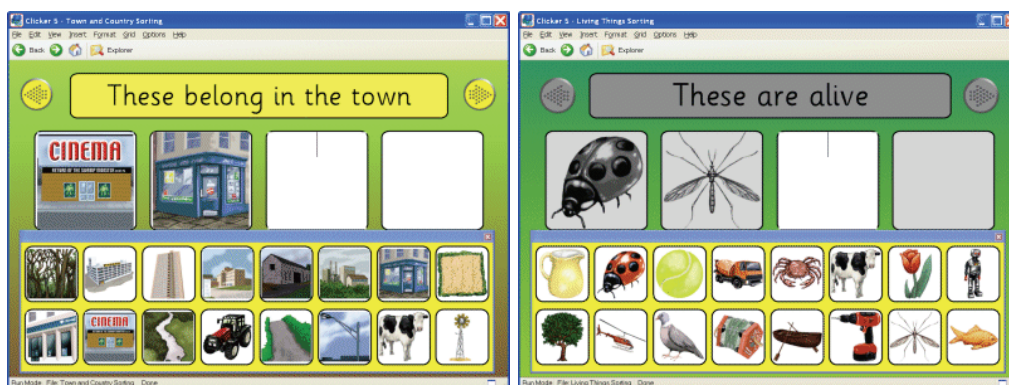 Clicker 5 - Town and Country Sorting
File Edit View Insert Format Grid Options Help
Back Explorer
These belong in the town
CINEMA
CINEMA
Run Mode File: Town and Country Sorting Done
Clicker 5 - Living Things Sorting
File Edit View Insert Format Grid Options Help
Back Explorer
These are alive
Run Mode File: Living Things Sorting Done